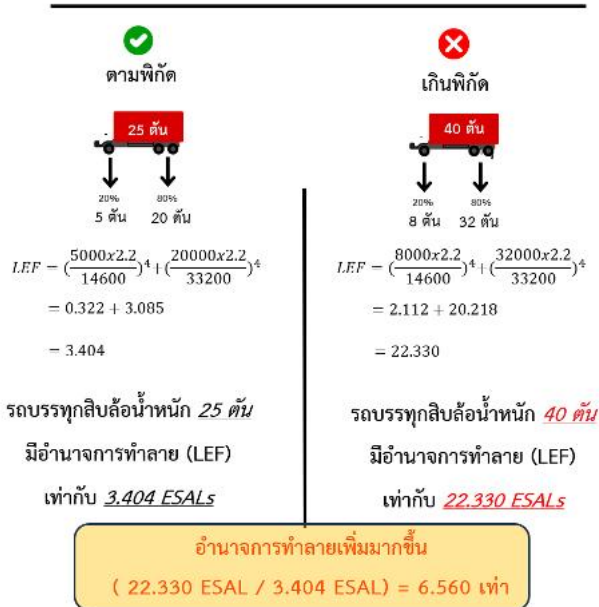 ตามพิกัด
25 ตัน
20% 80%
5 ตัน 20 ตัน
LEF = (5000x2.2/14600)⁴+(20000x2.2/33200)⁴
= 0.322 + 3.085
= 3.404
รถบรรทุกสิบล้อน้ำหนัก 25 ตัน
มีอำนาจการทำลาย (LEF)
เท่ากับ 3.404 ESALs
เกินพิกัด
40 ตัน
20% 80%
8 ตัน 32 ตัน
LEF = (8000x2.2/14600)⁴+(32000x2.2/33200)⁴
= 2.112 + 20.218
= 22.330
รถบรรทุกสิบล้อน้ำหนัก 40 ตัน
มีอำนาจการทำลาย (LEF)
เท่ากับ 22.330 ESALs
อำนาจการทำลายเพิ่มมากขึ้น
( 22.330 ESAL / 3.404 ESAL) = 6.560 เท่า